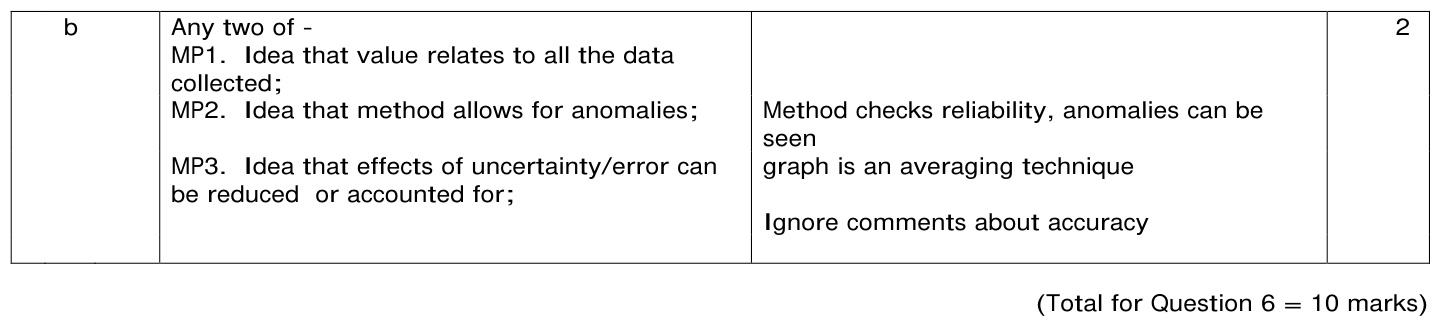 b
Any two of -
MP1. Idea that value relates to all the data
collected;
MP2. Idea that method allows for anomalies;
MP3. Idea that effects of uncertainty/error can
be reduced or accounted for;
Method checks reliability, anomalies can be
seen
graph is an averaging technique
Ignore comments about accuracy
2
(Total for Question 6 = 10 marks)